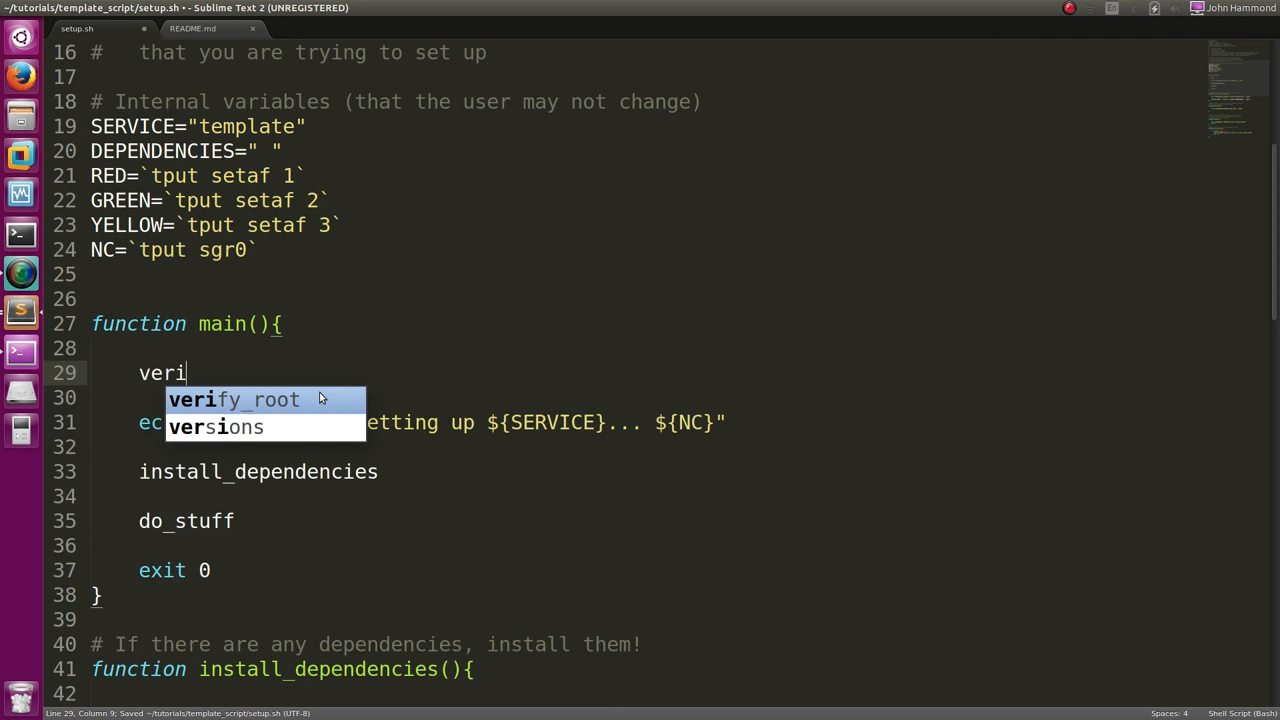 ~/tutorials/template_script/setup.sh • - Sublime Text 2 (UNREGISTERED)
En
John Hammond
setup.sh
README.md
16 #   that you are trying to set up
17
18 # Internal variables (that the user may not change)
19 SERVICE="template"
20 DEPENDENCIES=" "
21 RED=`tput setaf 1`
22 GREEN=`tput setaf 2`
23 YELLOW=`tput setaf 3`
24 NC=`tput sgr0`
25
26
27 function main(){
28
29     veri
verify_root
30
versions
31     ec etting up ${SERVICE}... ${NC}"
32
33     install_dependencies
34
35     do_stuff
36
37     exit 0
38 }
39
40 # If there are any dependencies, install them!
41 function install_dependencies(){
42
Line 29, Column 9; Saved ~/tutorials/template_script/setup.sh (UTF-8)
Spaces: 4
Shell Script (Bash)